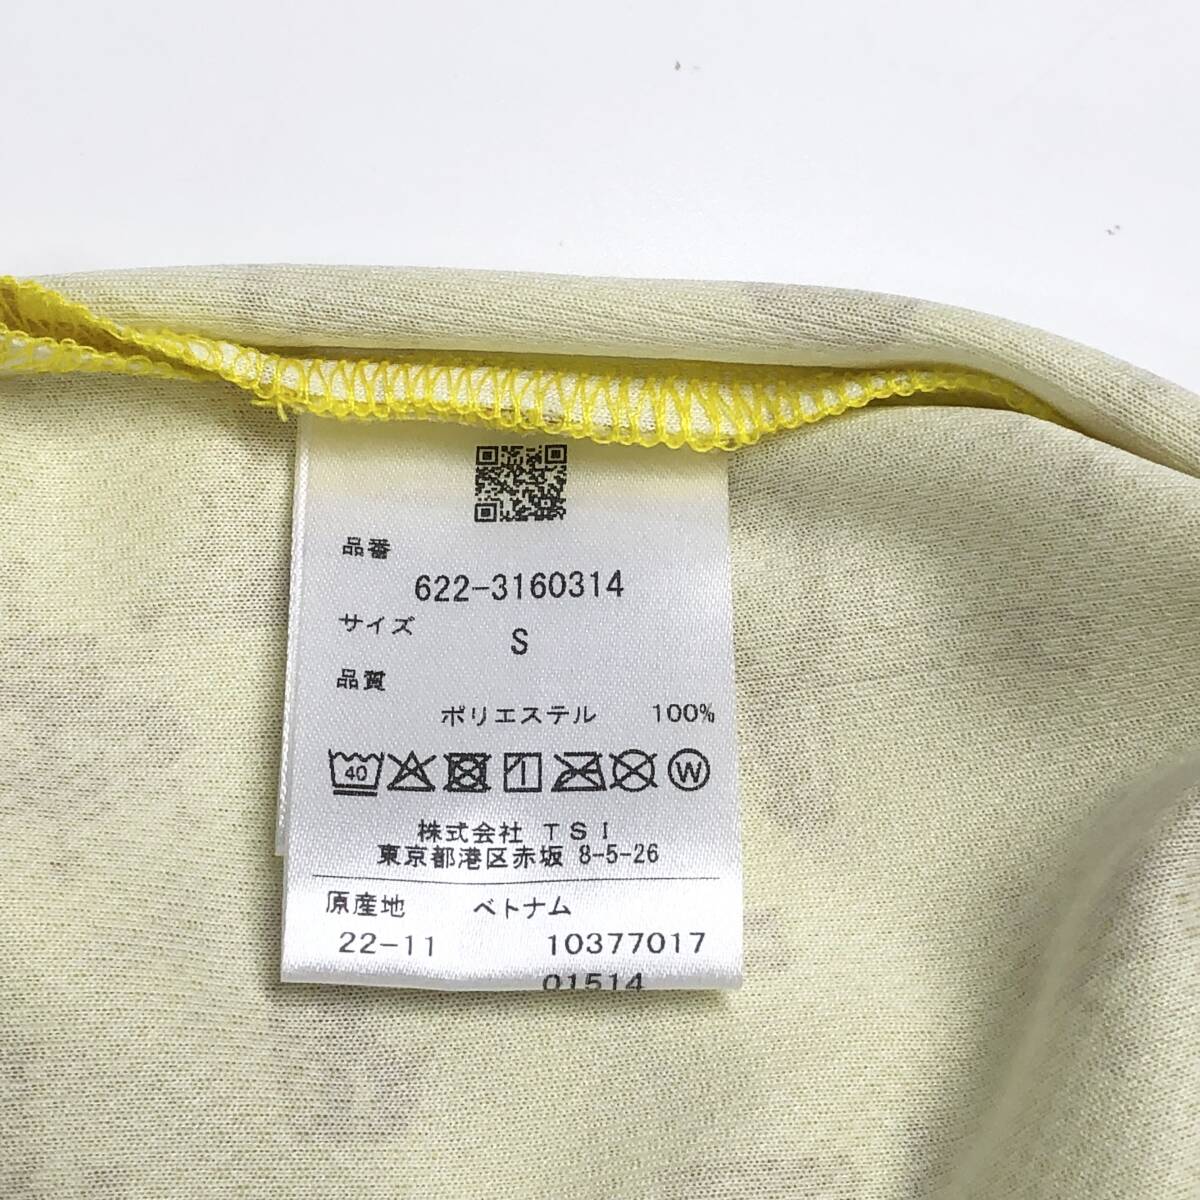 品番
622-3160314
サイズ
S
品質
ポリエステル 100%
40
W
株式会社 TSI
東京都港区赤坂 8-5-26
原産地 ベトナム
22-11 10377017
01514